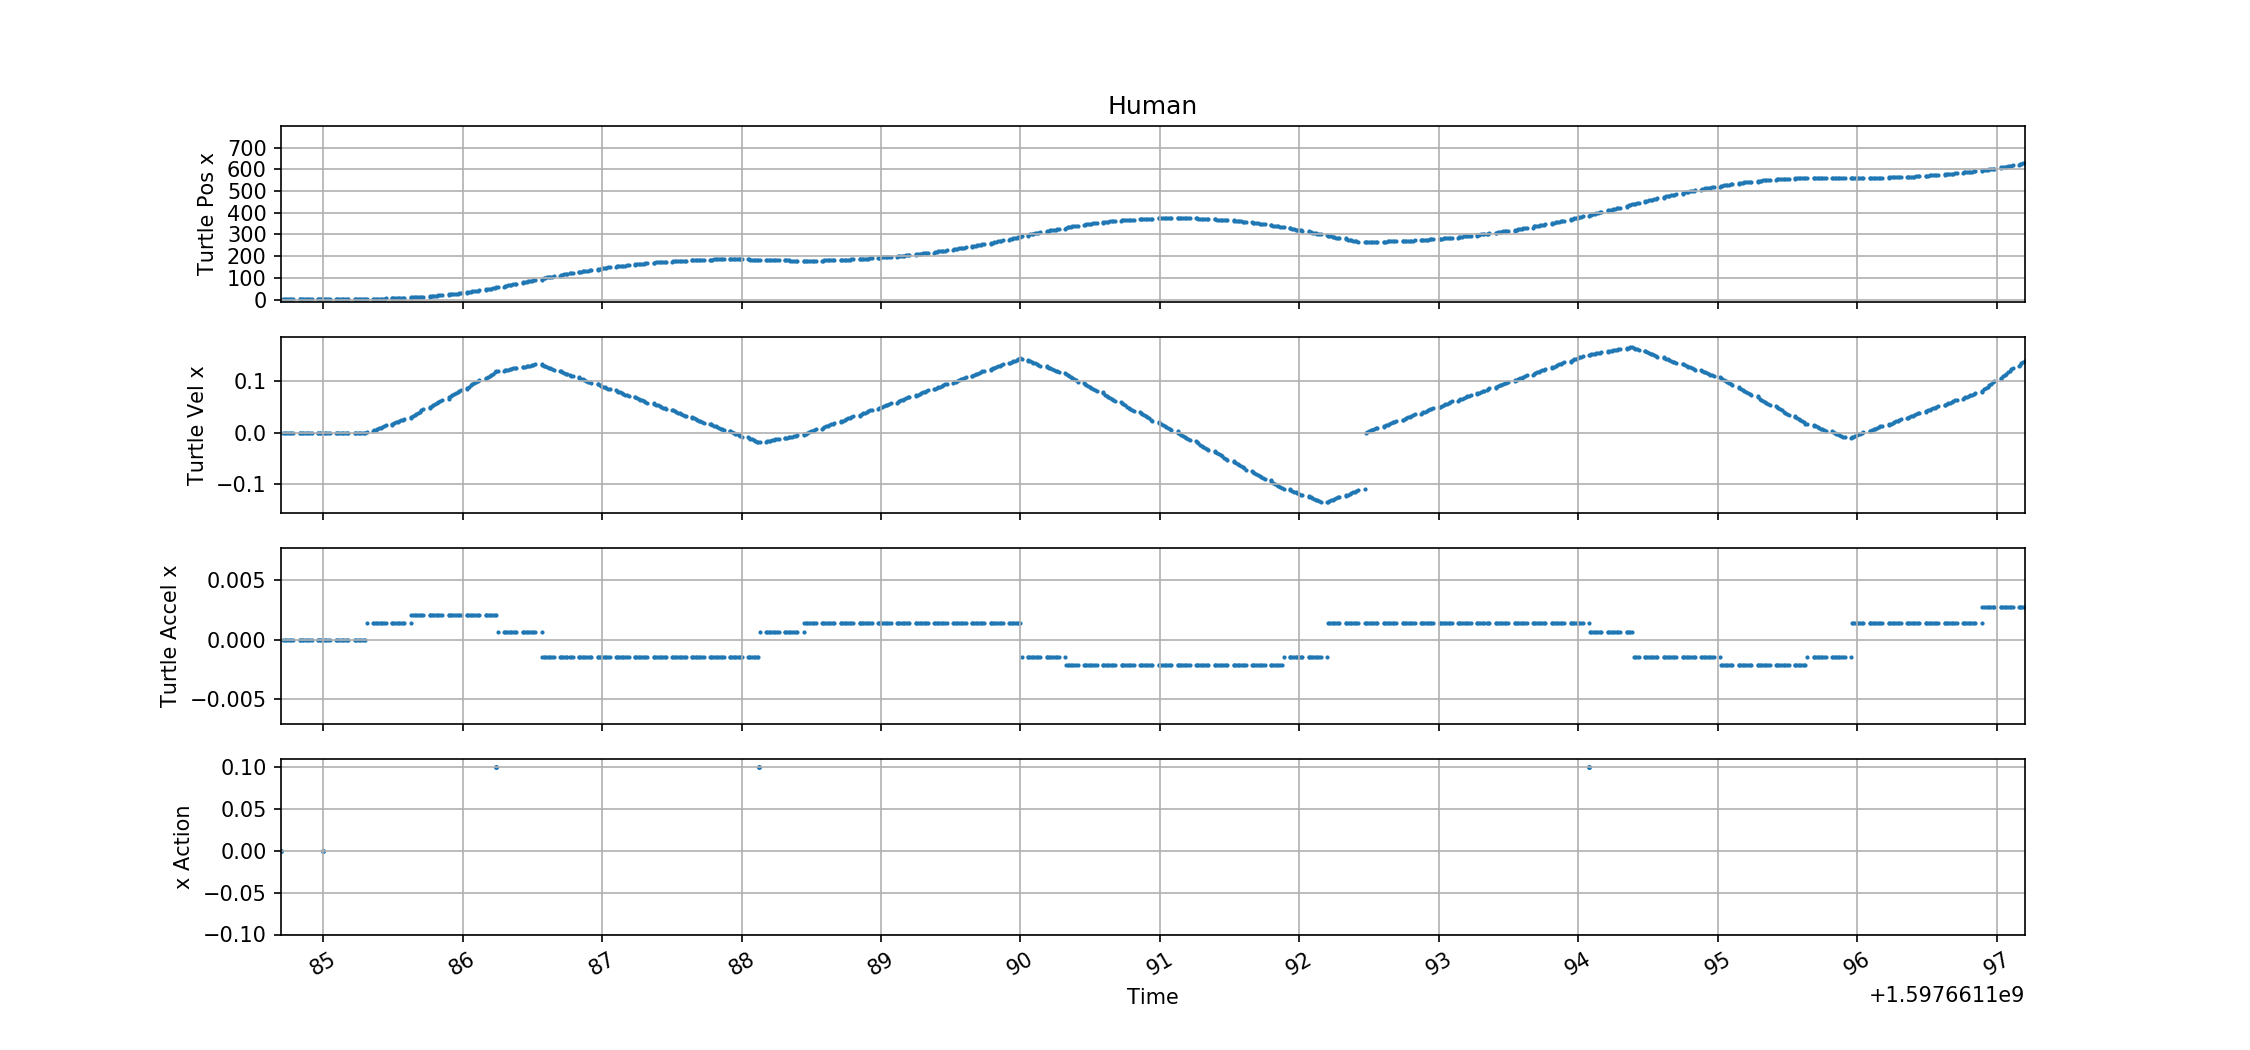 Human
Turtle Pos x
700
600
500
400
300
200
100
0
Turtle Vel x
0.1
0.0
−0.1
Turtle Accel x
0.005
0.000
−0.005
x Action
0.10
0.05
0.00
−0.05
−0.10
85 86 87 88 89 90 91 92 93 94 95 96 97
Time
+1.5976611e9